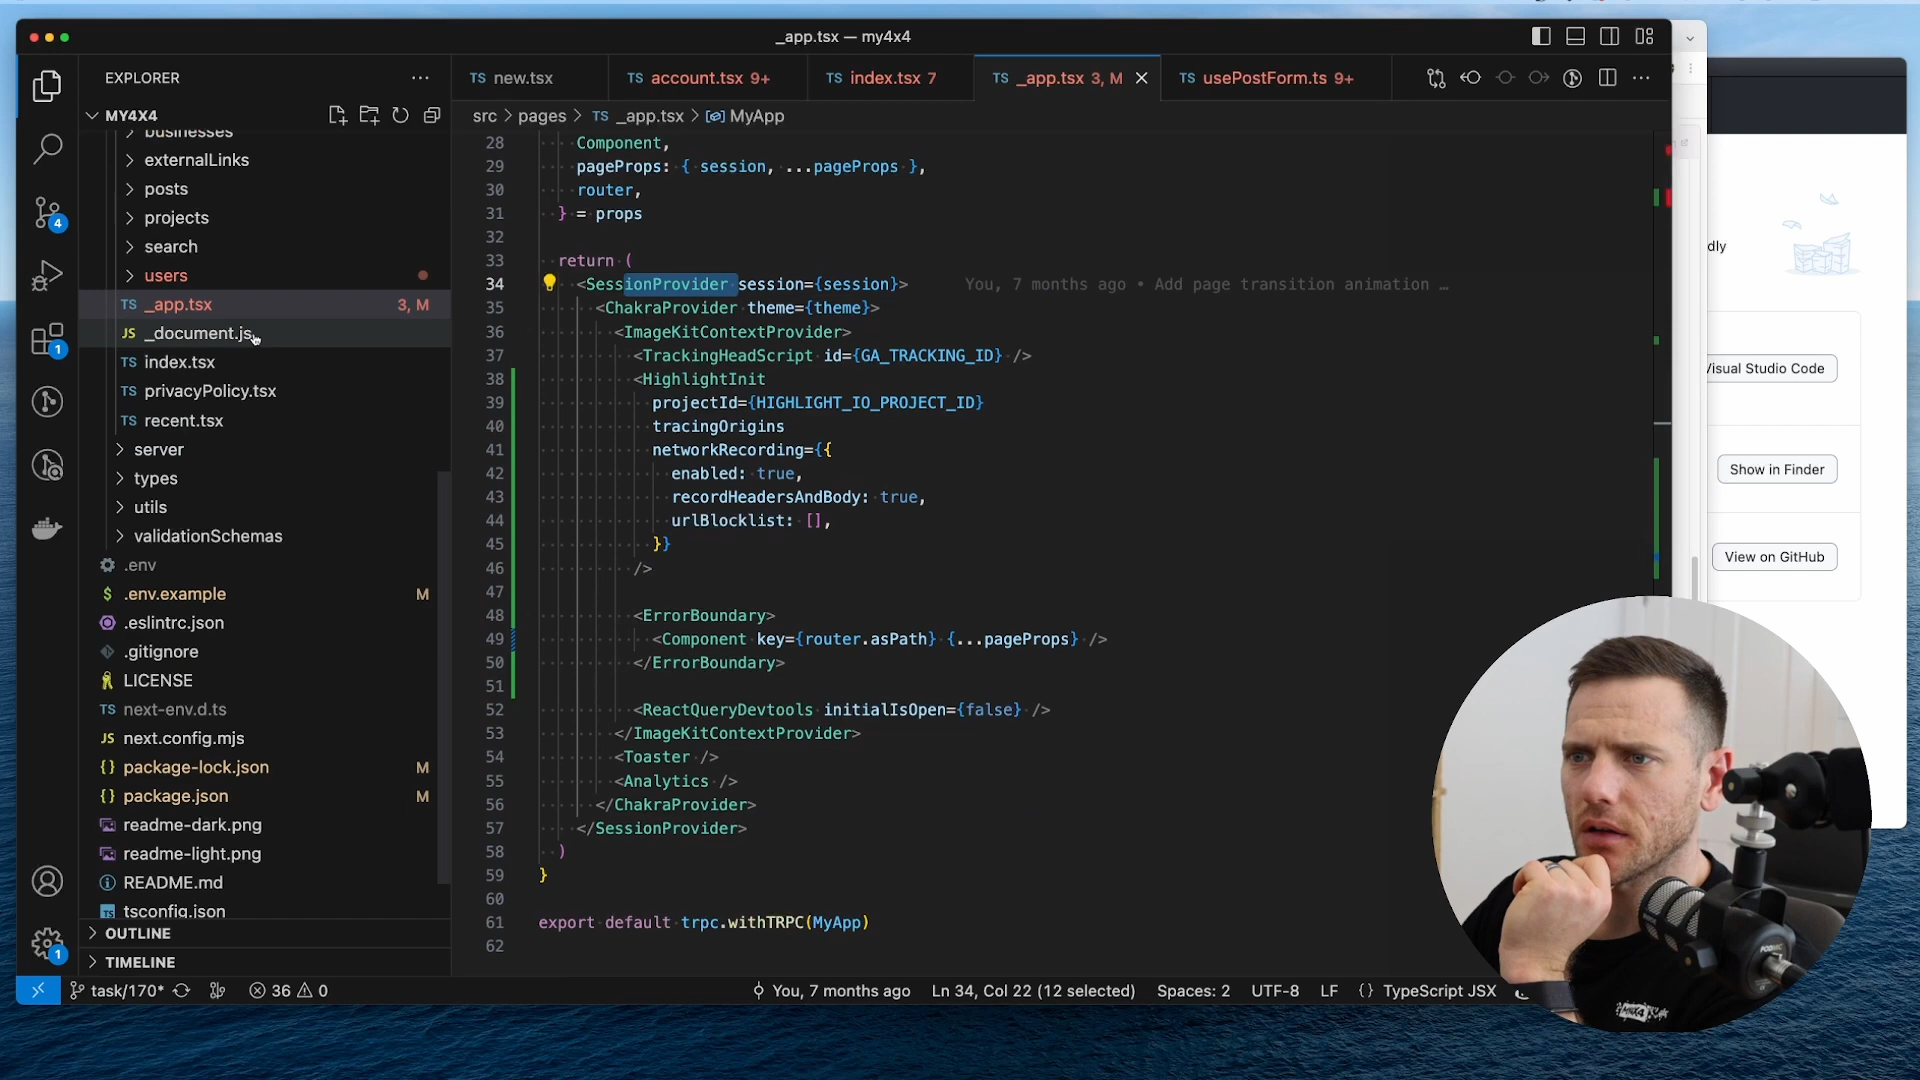 _app.tsx — my4x4
EXPLORER
MY4X4
businesses
externalLinks
posts
projects
search
users
TS _app.tsx 3, M
JS _document.js
TS index.tsx
TS privacyPolicy.tsx
TS recent.tsx
server
types
utils
validationSchemas
.env
$ .env.example M
.eslintrc.json
.gitignore
LICENSE
TS next-env.d.ts
JS next.config.mjs
{} package-lock.json M
{} package.json M
readme-dark.png
readme-light.png
README.md
tsconfig.json
OUTLINE
TIMELINE
4
1
1
TS new.tsx TS account.tsx 9+ TS index.tsx 7 TS _app.tsx 3, M TS usePostForm.ts 9+
src > pages > TS _app.tsx > MyApp
28 Component,
29 pageProps: { session, ...pageProps },
30 router,
31 } = props
32
33 return (
34 <SessionProvider session={session}> You, 7 months ago • Add page transition animation …
35 <ChakraProvider theme={theme}>
36 <ImageKitContextProvider>
37 <TrackingHeadScript id={GA_TRACKING_ID} />
38 <HighlightInit
39 projectId={HIGHLIGHT_IO_PROJECT_ID}
40 tracingOrigins
41 networkRecording={{
42 enabled: true,
43 recordHeadersAndBody: true,
44 urlBlocklist: [],
45 }}
46 />
47
48 <ErrorBoundary>
49 <Component key={router.asPath} {...pageProps} />
50 </ErrorBoundary>
51
52 <ReactQueryDevtools initialIsOpen={false} />
53 </ImageKitContextProvider>
54 <Toaster />
55 <Analytics />
56 </ChakraProvider>
57 </SessionProvider>
58 )
59 }
60
61 export default trpc.withTRPC(MyApp)
62
task/170* 36 0 You, 7 months ago Ln 34, Col 22 (12 selected) Spaces: 2 UTF-8 LF {} TypeScript JSX
dly
Visual Studio Code
Show in Finder
View on GitHub